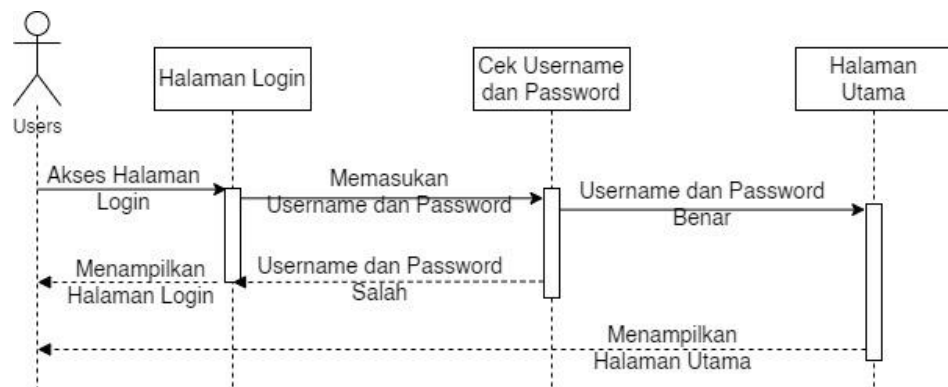 Users
Halaman Login
Cek Username
dan Password
Halaman
Utama
Akses Halaman
Login
Memasukan
Username dan Password
Username dan Password
Benar
Menampilkan
Halaman Login
Username dan Password
Salah
Menampilkan
Halaman Utama